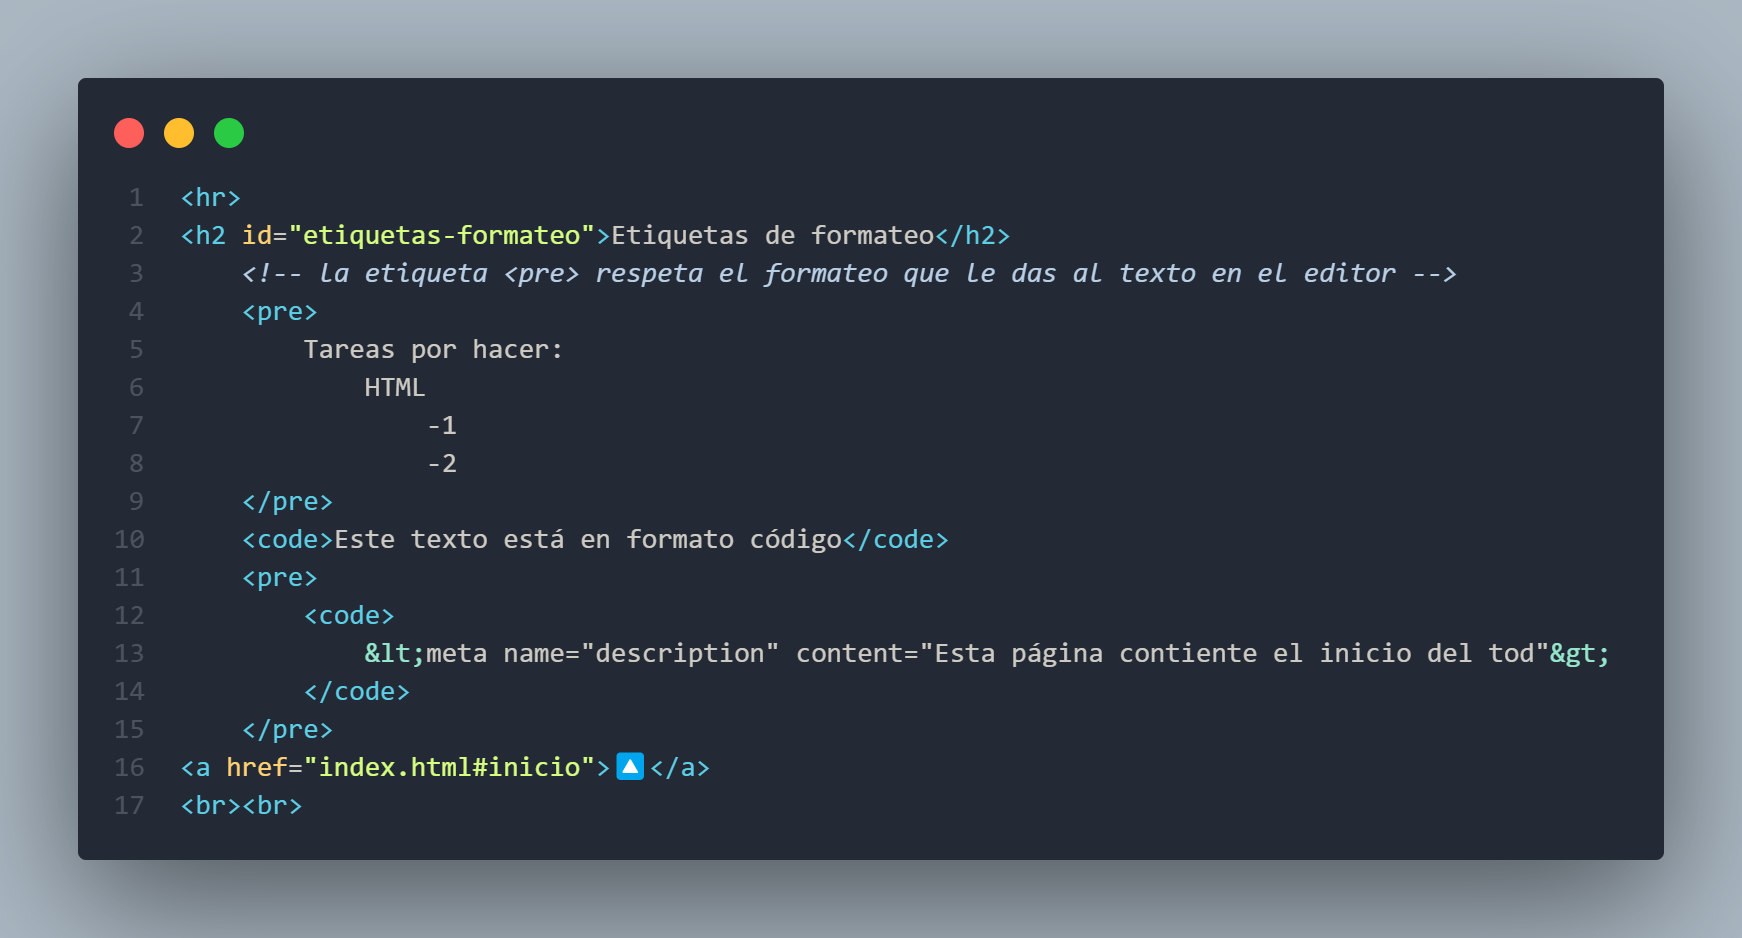 1 <hr>
2 <h2 id="etiquetas-formateo">Etiquetas de formateo</h2>
3     <!-- la etiqueta <pre> respeta el formateo que le das al texto en el editor -->
4     <pre>
5         Tareas por hacer:
6             HTML
7                 -1
8                 -2
9     </pre>
10     <code>Este texto está en formato código</code>
11     <pre>
12         <code>
13             &lt;meta name="description" content="Esta página contiente el inicio del tod"&gt;
14         </code>
15     </pre>
16 <a href="index.html#inicio">🔼</a>
17 <br><br>